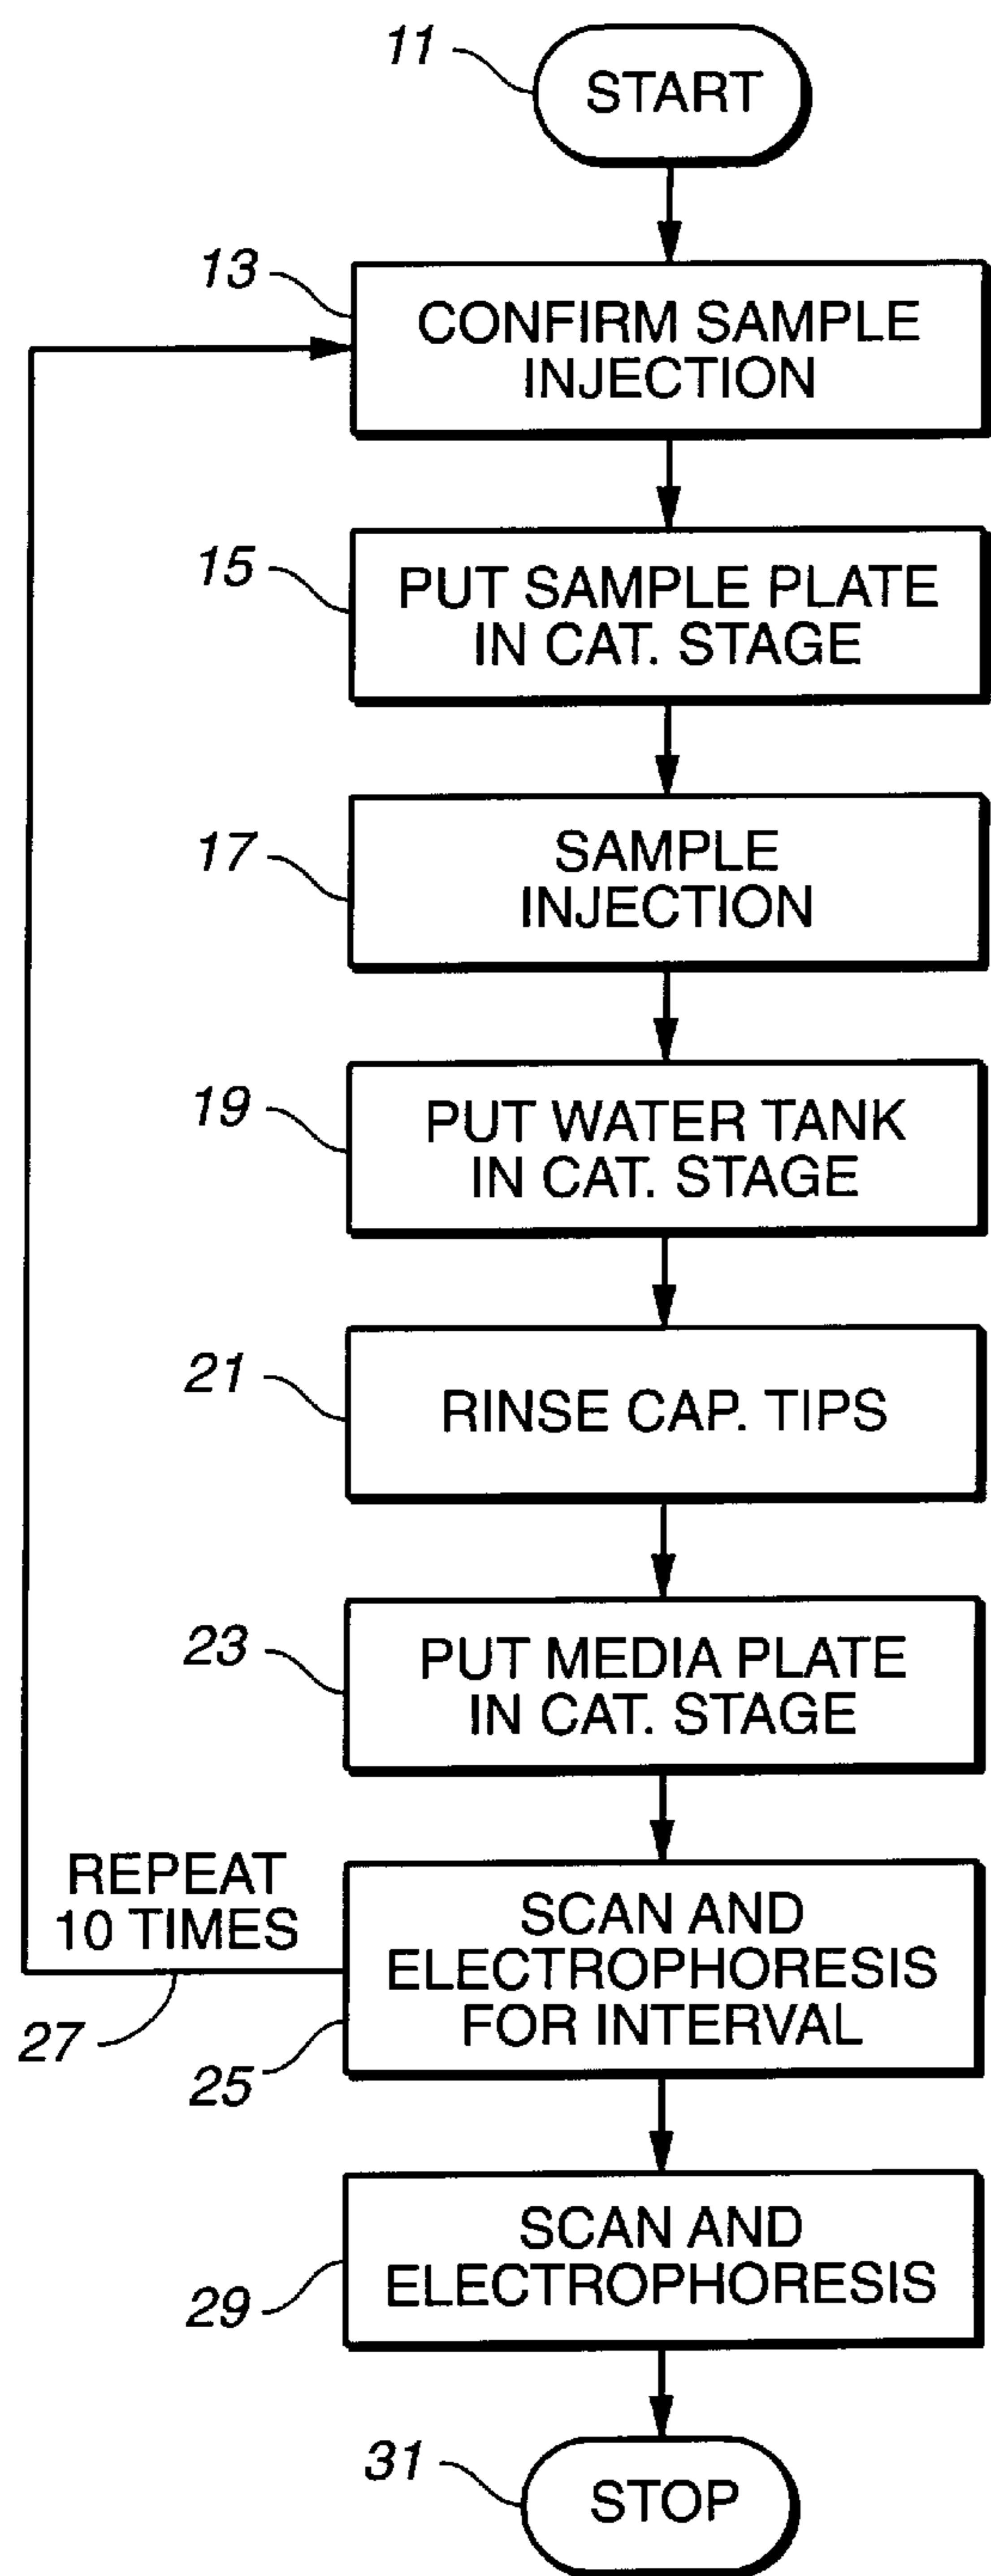 11
START
13
CONFIRM SAMPLE
INJECTION
15
PUT SAMPLE PLATE
IN CAT. STAGE
17
SAMPLE
INJECTION
19
PUT WATER TANK
IN CAT. STAGE
21
RINSE CAP. TIPS
23
PUT MEDIA PLATE
IN CAT. STAGE
REPEAT
10 TIMES
27
SCAN AND
ELECTROPHORESIS
FOR INTERVAL
25
SCAN AND
ELECTROPHORESIS
29
31
STOP